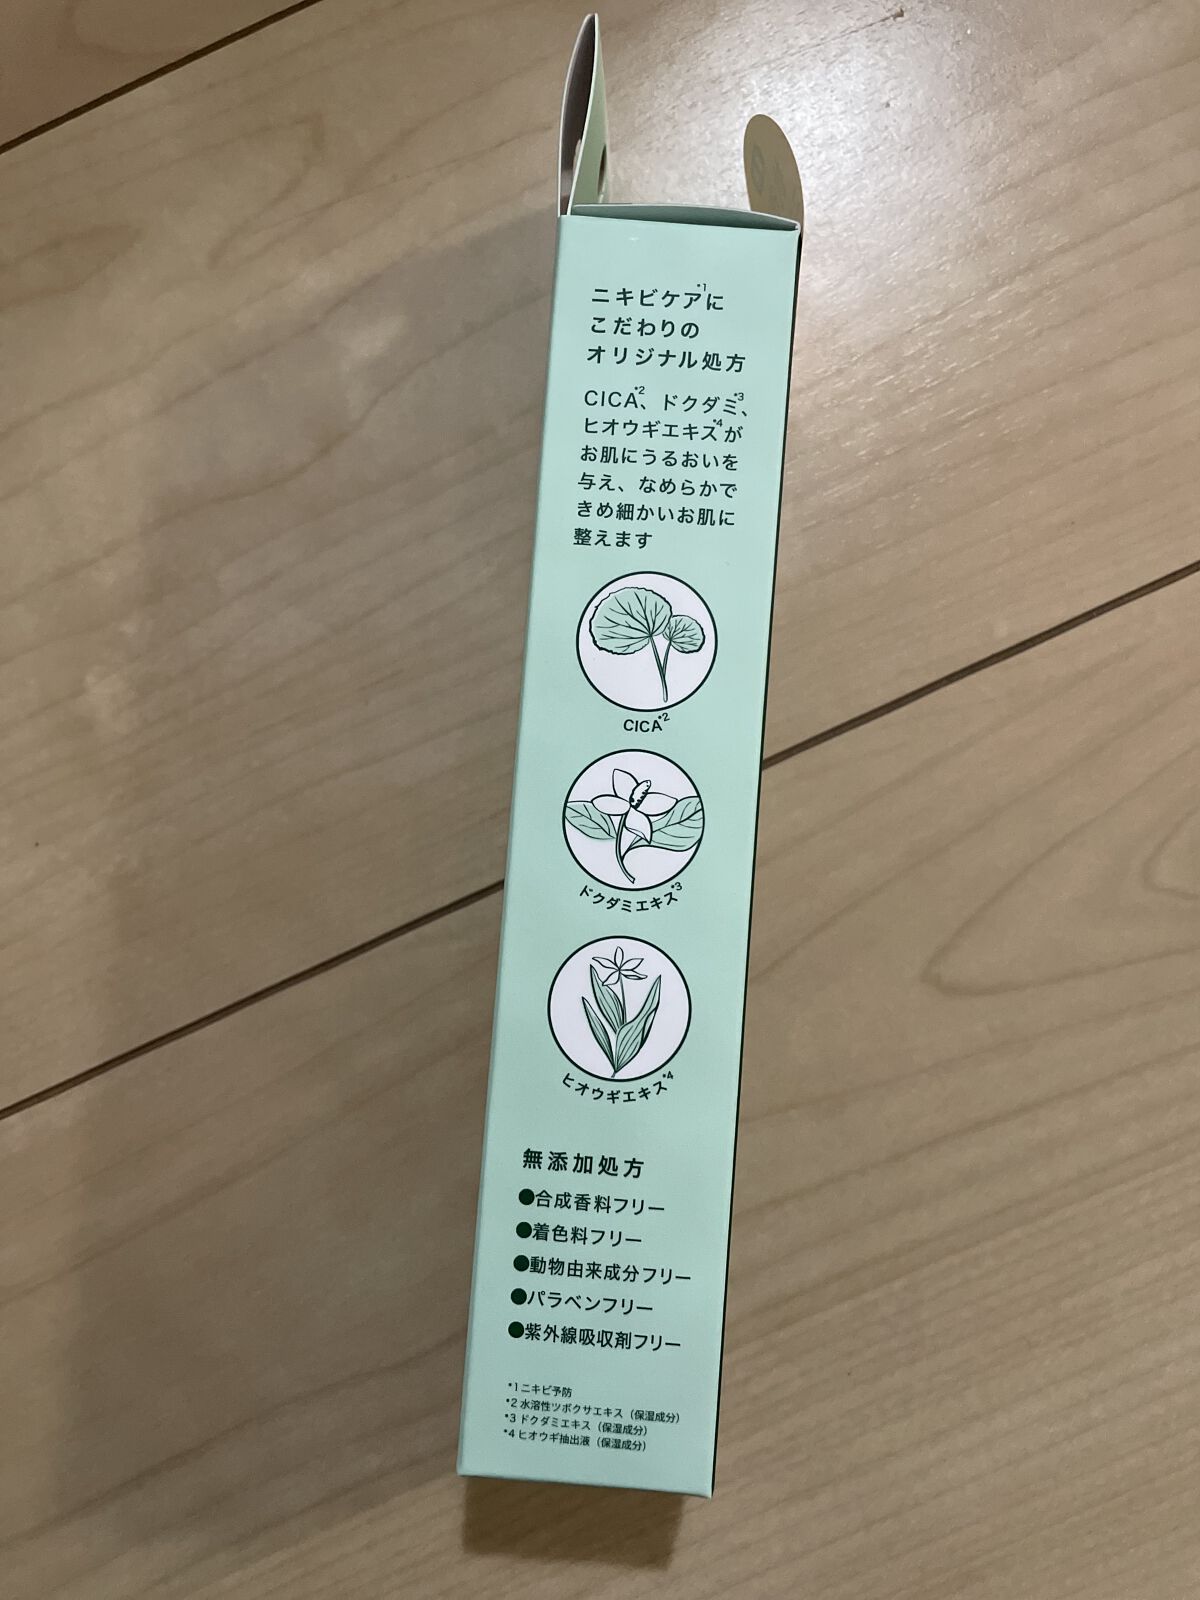 ニキビケア*1に
こだわりの
オリジナル処方
CICA*2、ドクダミ*3、
ヒオウギエキス*4が
お肌にうるおいを
与え、なめらかで
きめ細かいお肌に
整えます
CICA*2
ドクダミエキス*3
ヒオウギエキス*4
無添加処方
●合成香料フリー
●着色料フリー
●動物由来成分フリー
●パラベンフリー
●紫外線吸収剤フリー
*1 ニキビ予防
*2 水溶性ツボクサエキス（保湿成分）
*3 ドクダミエキス（保湿成分）
*4 ヒオウギ抽出液（保湿成分）